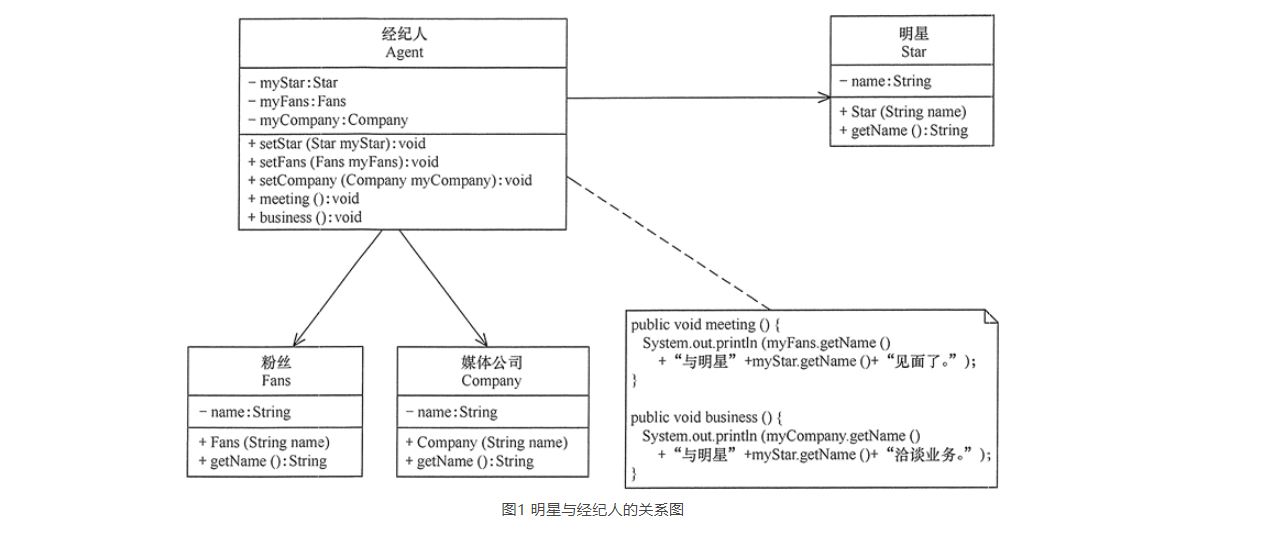 经纪人
Agent
- myStar:Star
- myFans:Fans
- myCompany:Company
+ setStar (Star myStar):void
+ setFans (Fans myFans):void
+ setCompany (Company myCompany):void
+ meeting ():void
+ business ():void
明星
Star
- name:String
+ Star (String name)
+ getName ():String
粉丝
Fans
- name:String
+ Fans (String name)
+ getName ():String
媒体公司
Company
- name:String
+ Company (String name)
+ getName ():String
public void meeting () {
System.out.println (myFans.getName ()
+ “与明星” +myStar.getName ()+ “见面了。” );
}
public void business () {
System.out.println (myCompany.getName ()
+ “与明星” +myStar.getName ()+ “洽谈业务。” );
}
图1 明星与经纪人的关系图